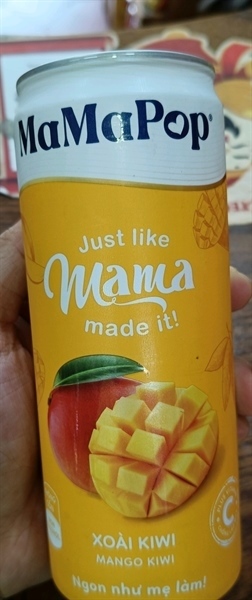 MaMaPop®
Just like
Mama
made it!
XOÀI KIWI
MANGO KIWI
Ngon như mẹ làm!
C